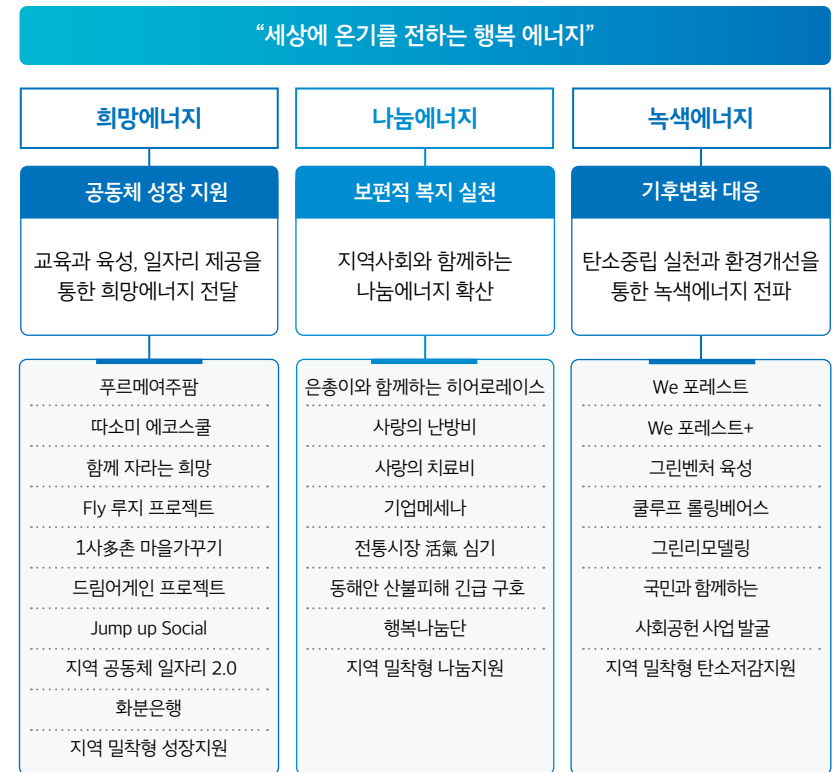 “세상에 온기를 전하는 행복 에너지”
희망에너지
공동체 성장 지원
교육과 육성, 일자리 제공을
통한 희망에너지 전달
푸르메여주팜
따소미 에코스쿨
함께 자라는 희망
Fly 루지 프로젝트
1사多촌 마을가꾸기
드림어게인 프로젝트
Jump up Social
지역 공동체 일자리 2.0
화분은행
지역 밀착형 성장지원
나눔에너지
보편적 복지 실천
지역사회와 함께하는
나눔에너지 확산
은총이와 함께하는 히어로레이스
사랑의 난방비
사랑의 치료비
기업메세나
전통시장 活氣 심기
동해안 산불피해 긴급 구호
행복나눔단
지역 밀착형 나눔지원
녹색에너지
기후변화 대응
탄소중립 실천과 환경개선을
통한 녹색에너지 전파
We 포레스트
We 포레스트+
그린벤처 육성
쿨루프 롤링베어스
그린리모델링
국민과 함께하는
사회공헌 사업 발굴
지역 밀착형 탄소저감지원